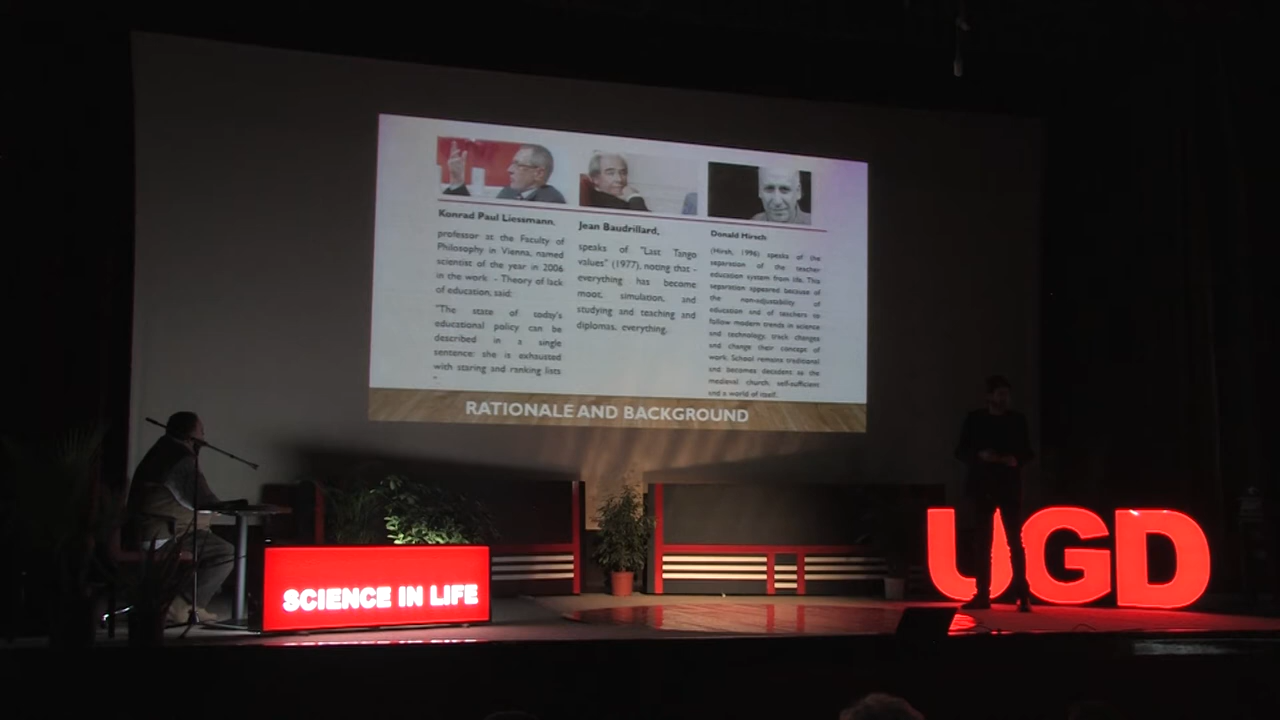 Konrad Paul Liessmann,
professor at the Faculty of
Philosophy in Vienna, named
scientist of the year in 2006
in the work - Theory of lack
of education, said:
"The state of today's
educational policy can be
described in a single
sentence: she is exhausted
with staring and ranking lists
"
Jean Baudrillard,
speaks of "Last Tango
values" (1977), noting that -
everything has become
moot, simulation, and
studying and teaching and
diplomas, everything.
Donald Hirsch
(Hirsh, 1996) speaks of the
separation of the teacher
education system from life. This
separation appeared because of
the non-adjustability of
education and of teachers to
follow modern trends in science
and technology, track changes
and change their concept of
work. School remains traditional
and becomes decadent as the
medieval church, self-sufficient
and a world of itself.
RATIONALE AND BACKGROUND
SCIENCE IN LIFE
UGD